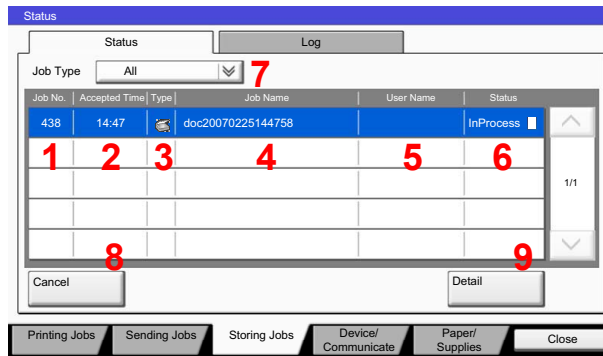 Status
Status Log
Job Type All 7
Job No. Accepted Time Type Job Name User Name Status
438 14:47 doc20070225144758 InProcess
1 2 3 4 5 6
1/1
8 9
Cancel Detail
Printing Jobs Sending Jobs Storing Jobs Device/ Communicate Paper/ Supplies Close